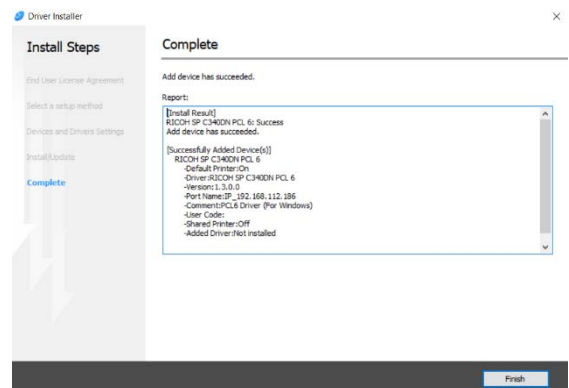 Driver Installer
Install Steps
End User License Agreement
Select a setup method
Devices and Drivers Settings
Install/Update
Complete
Complete
Add device has succeeded.
Report:
[Install Result]
RICOH SP C340DN PCL 6: Success
Add device has succeeded.
[Successfully Added Device(s)]
RICOH SP C340DN PCL 6
-Default Printer:On
-Driver:RICOH SP C340DN PCL 6
-Version:1.3.0.0
-Port Name:IP_192.168.112.186
-Comment:PCL6 Driver (For Windows)
-User Code:
-Shared Printer:Off
-Added Driver:Not installed
Finish